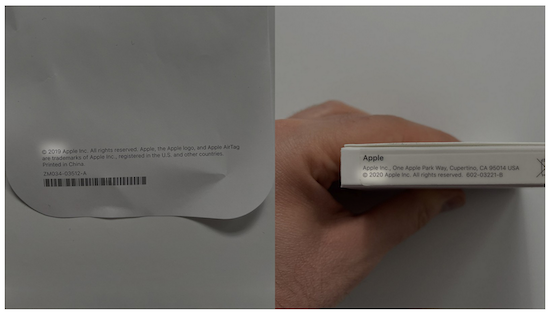 © 2019 Apple Inc. All rights reserved. Apple, the Apple logo, and Apple AirTag
are trademarks of Apple Inc., registered in the U.S. and other countries.
Printed in China
ZMV34-03512-A
Apple
Apple Inc., One Apple Park Way, Cupertino, CA 95014 USA
© 2020 Apple Inc. All rights reserved. 602-03221-B